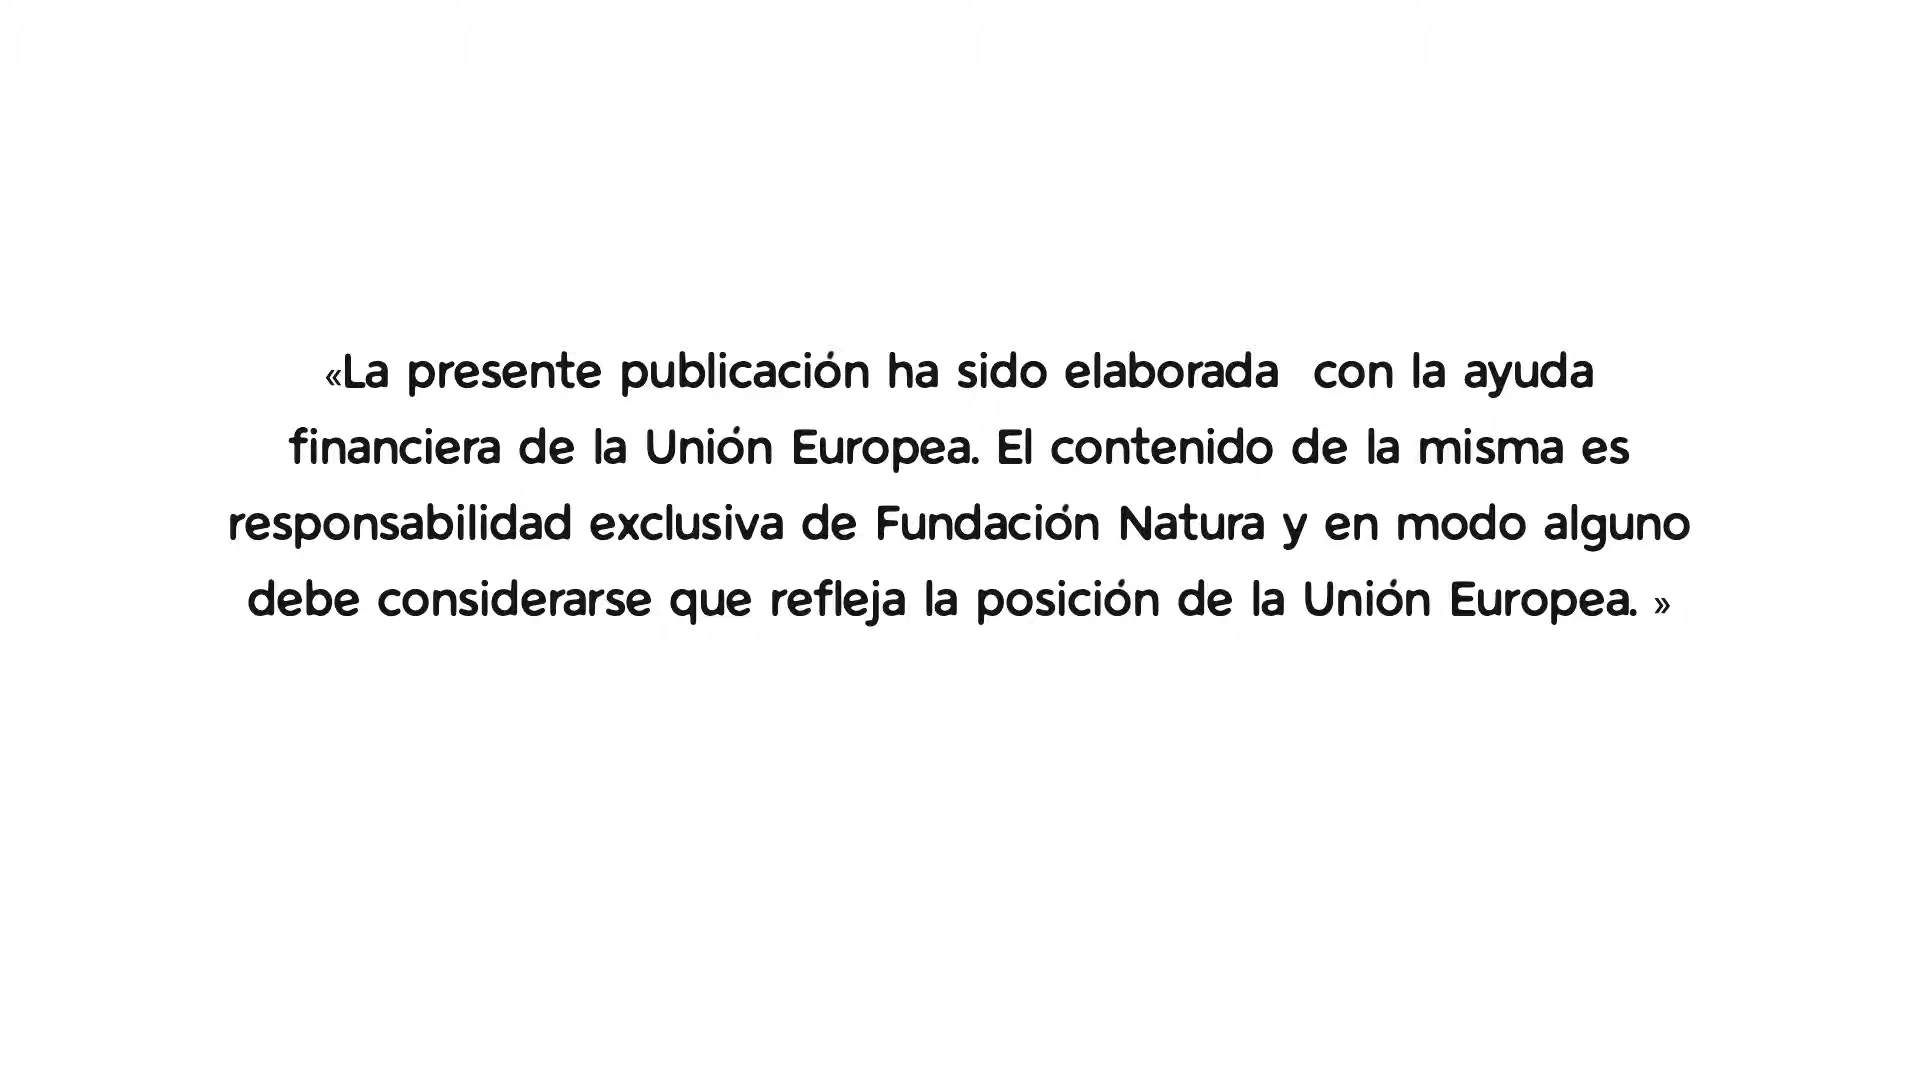 «La presente publicación ha sido elaborada  con la ayuda
financiera de la Unión Europea. El contenido de la misma es
responsabilidad exclusiva de Fundación Natura y en modo alguno
debe considerarse que refleja la posición de la Unión Europea. »